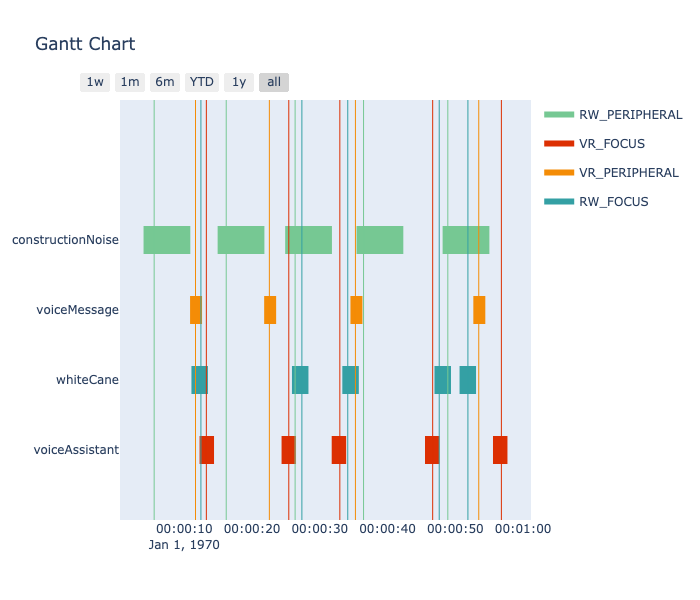 Gantt Chart
1w 1m 6m YTD 1y all
RW_PERIPHERAL
VR_FOCUS
VR_PERIPHERAL
RW_FOCUS
constructionNoise
voiceMessage
whiteCane
voiceAssistant
00:00:10 00:00:20 00:00:30 00:00:40 00:00:50 00:01:00
Jan 1, 1970